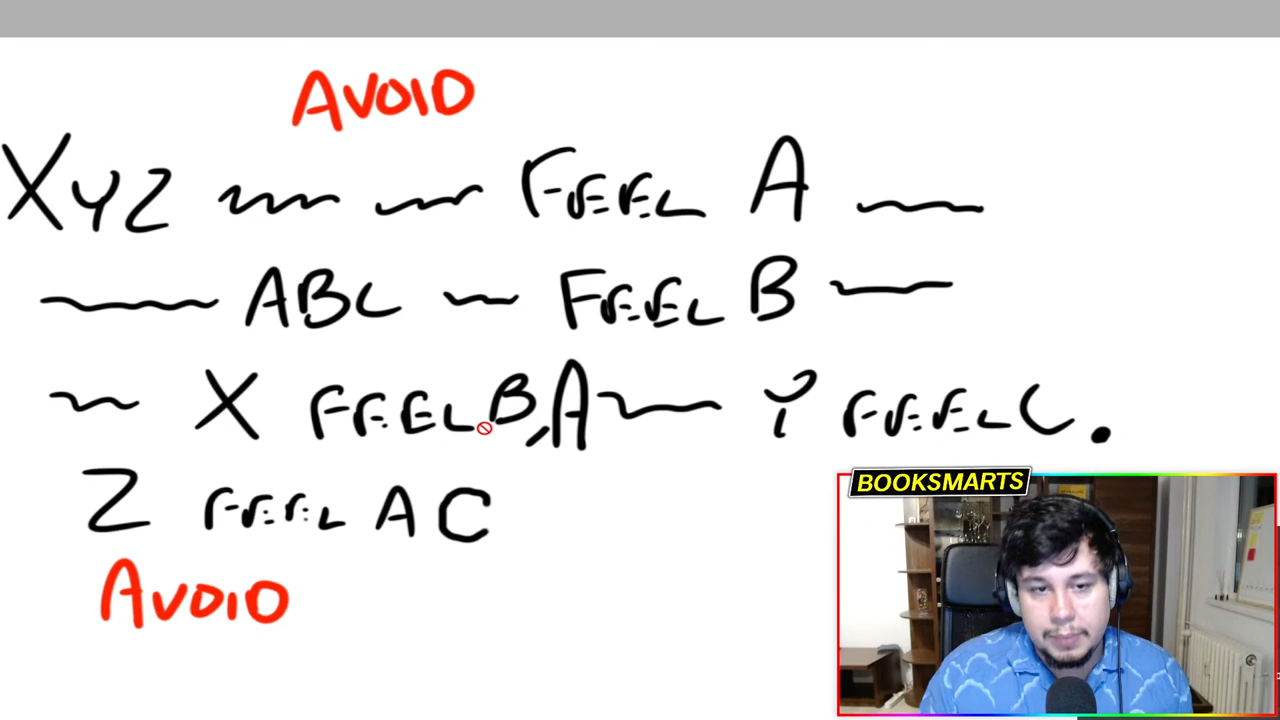 AVOID
XYZ FEEL A
ABC FEEL B
X FEEL B, A Y FEEL C.
Z FEEL A C
AVOID
BOOKSMARTS